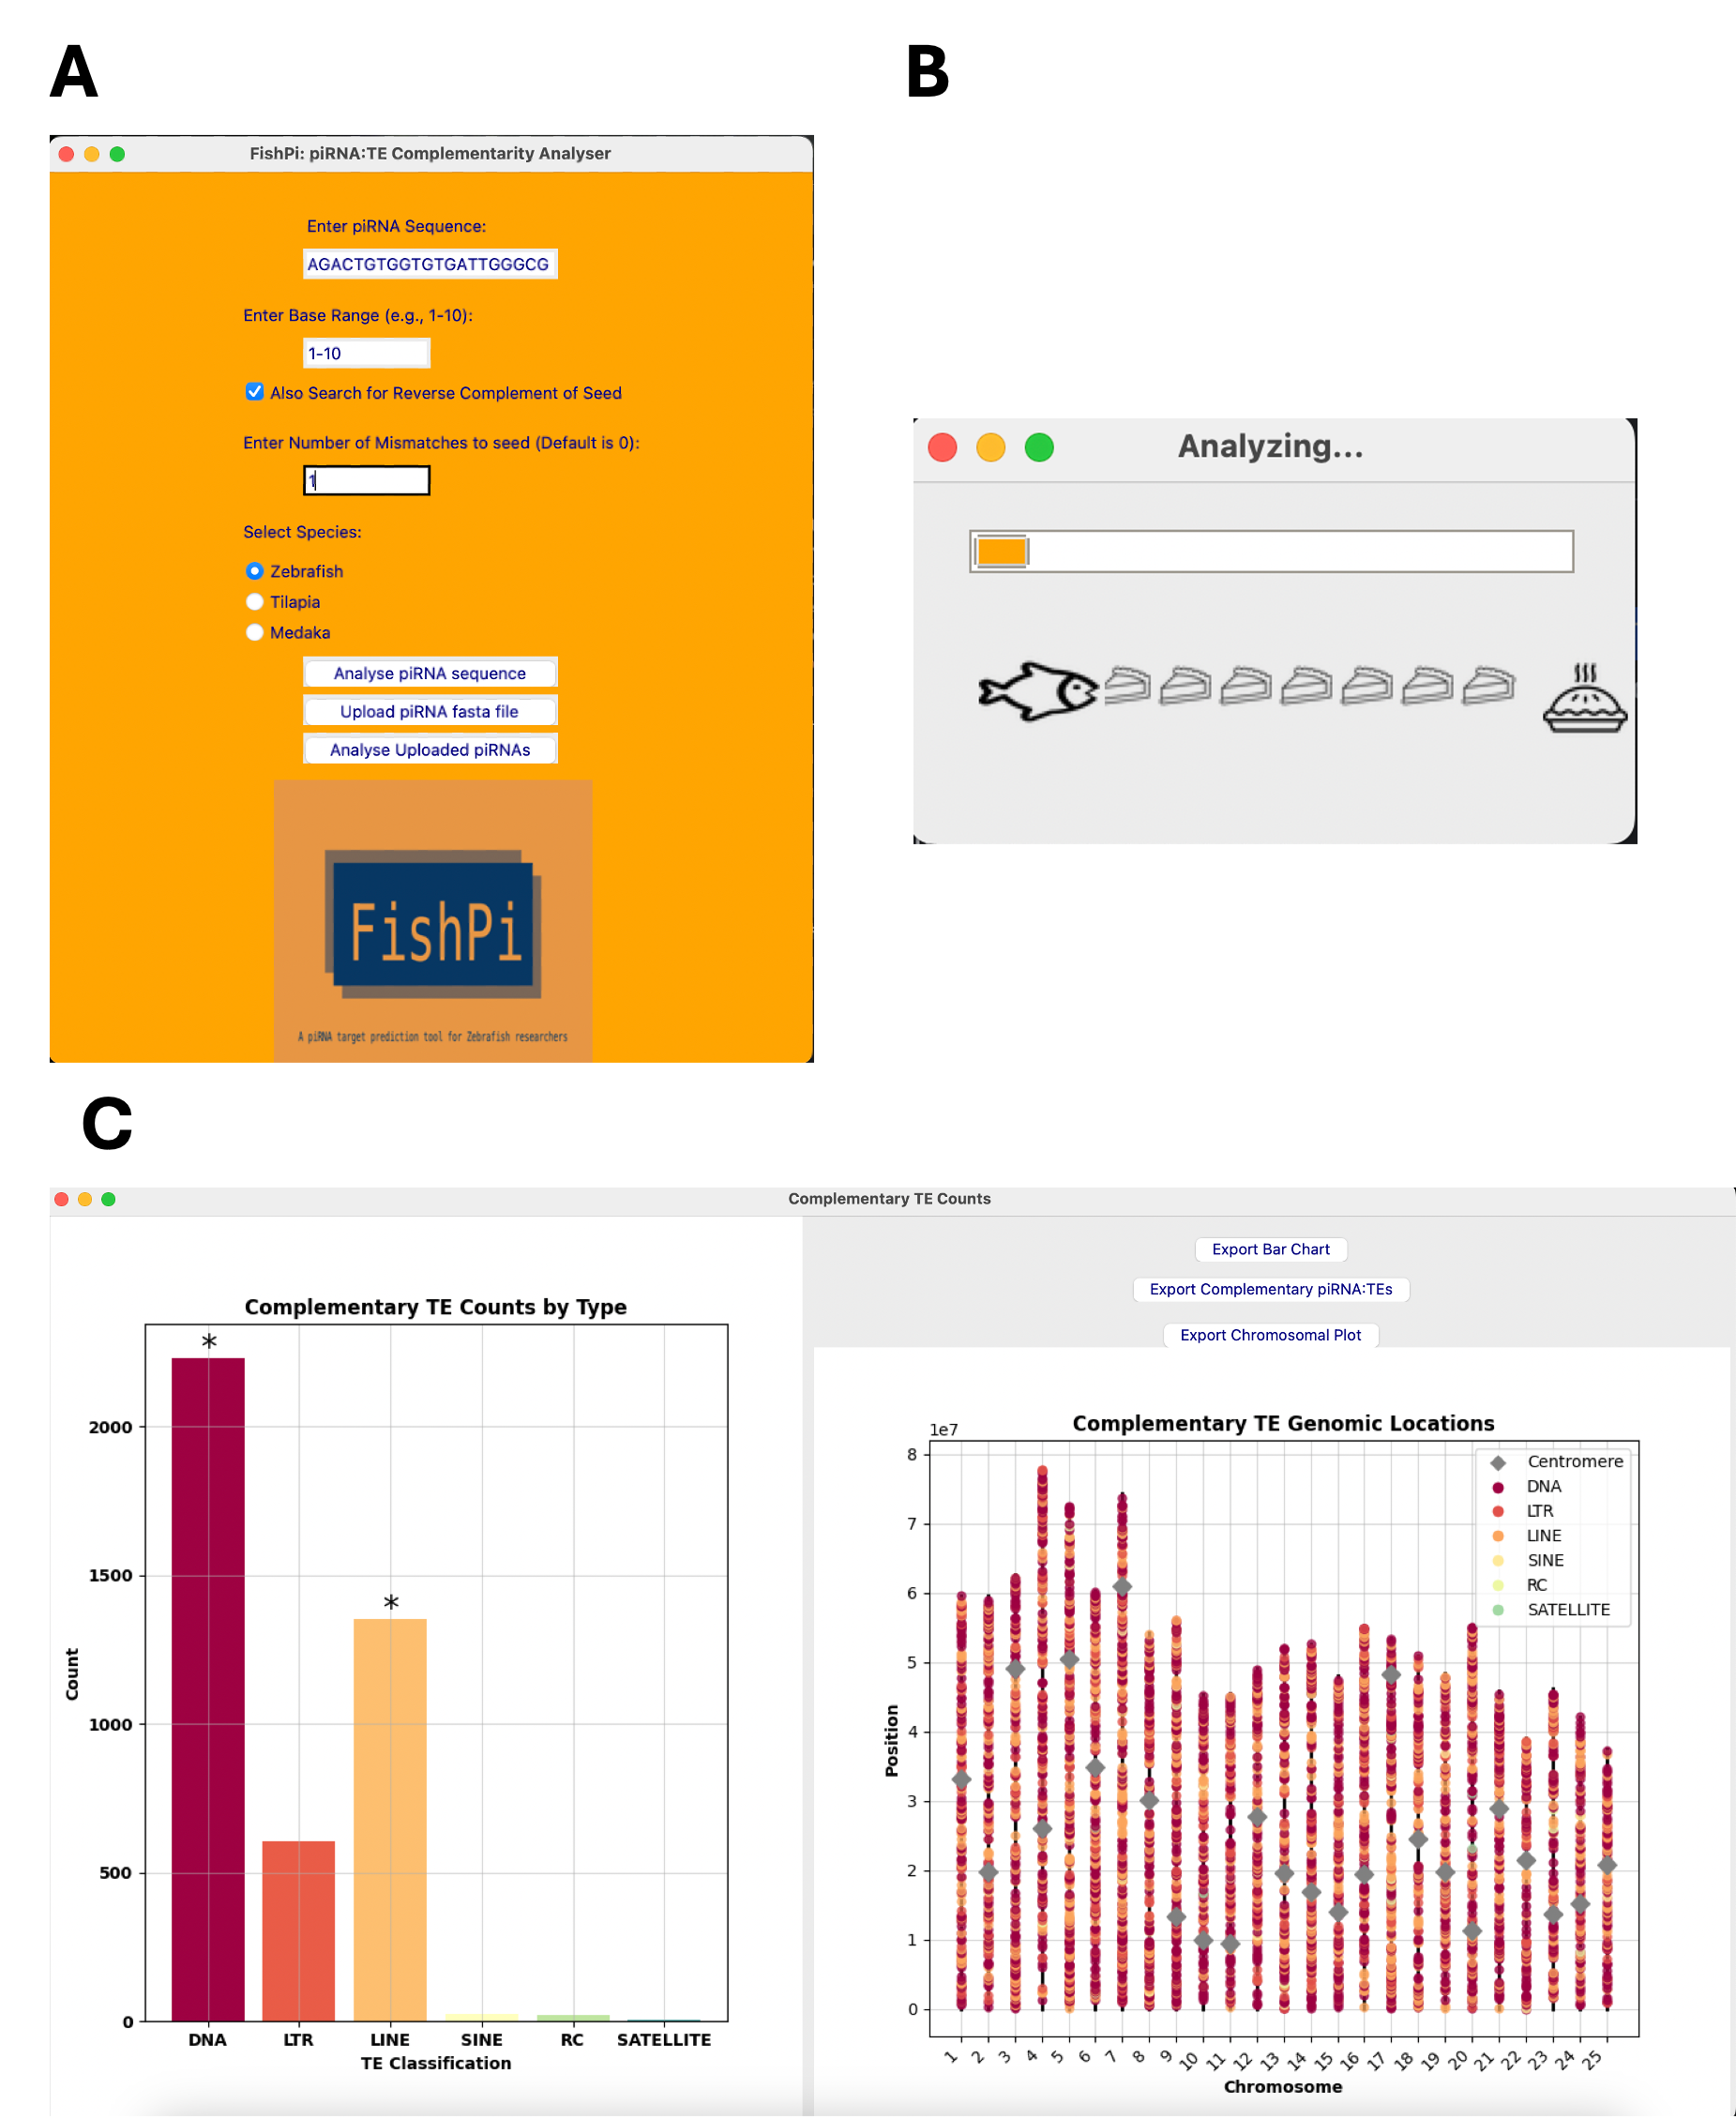 A
FishPi: piRNA:TE Complementarity Analyser
Enter piRNA Sequence:
AGACTGTGGTGTGATTGGGCG
Enter Base Range (e.g., 1-10):
1-10
Also Search for Reverse Complement of Seed
Enter Number of Mismatches to seed (Default is 0):
1
Select Species:
Zebrafish
Tilapia
Medaka
Analyse piRNA sequence
Upload piRNA fasta file
Analyse Uploaded piRNAs
FishPi
A piRNA target prediction tool for Zebrafish researchers
B
Analyzing...
C
Complementary TE Counts
Complementary TE Counts by Type
*
*
2000
1500
1000
500
0
Count
DNA LTR LINE SINE RC SATELLITE
TE Classification
Export Bar Chart
Export Complementary piRNA:TEs
Export Chromosomal Plot
Complementary TE Genomic Locations
1e7
8
7
6
5
4
3
2
1
0
Position
Centromere
DNA
LTR
LINE
SINE
RC
SATELLITE
1 2 3 4 5 6 7 8 9 10 11 12 13 14 15 16 17 18 19 20 21 22 23 24 25
Chromosome